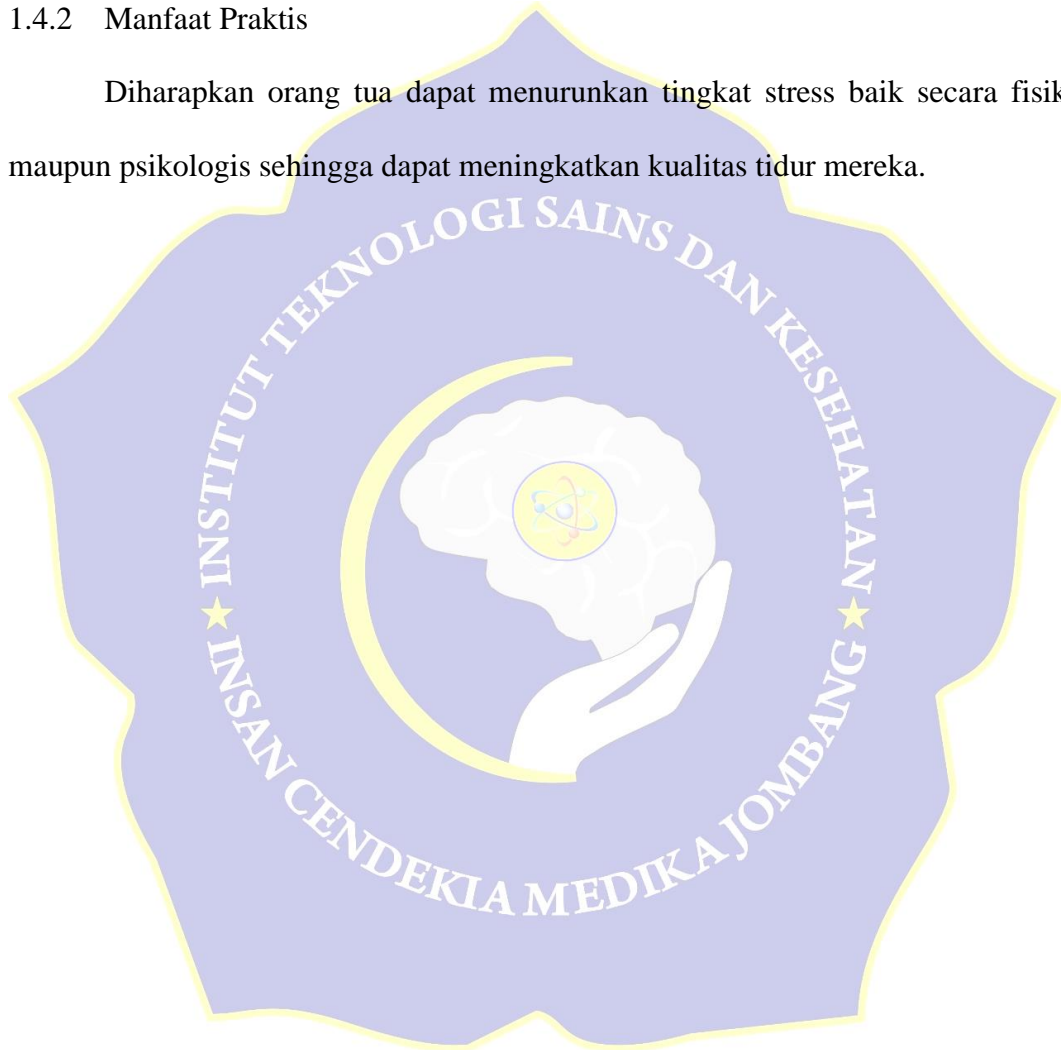 1.4.2 Manfaat Praktis
Diharapkan orang tua dapat menurunkan tingkat stress baik secara fisik
maupun psikologis sehingga dapat meningkatkan kualitas tidur mereka.
INSTITUT TEKNOLOGI SAINS DAN KESEHATAN
★ INSAN CENDEKIA MEDIKA JOMBANG ★